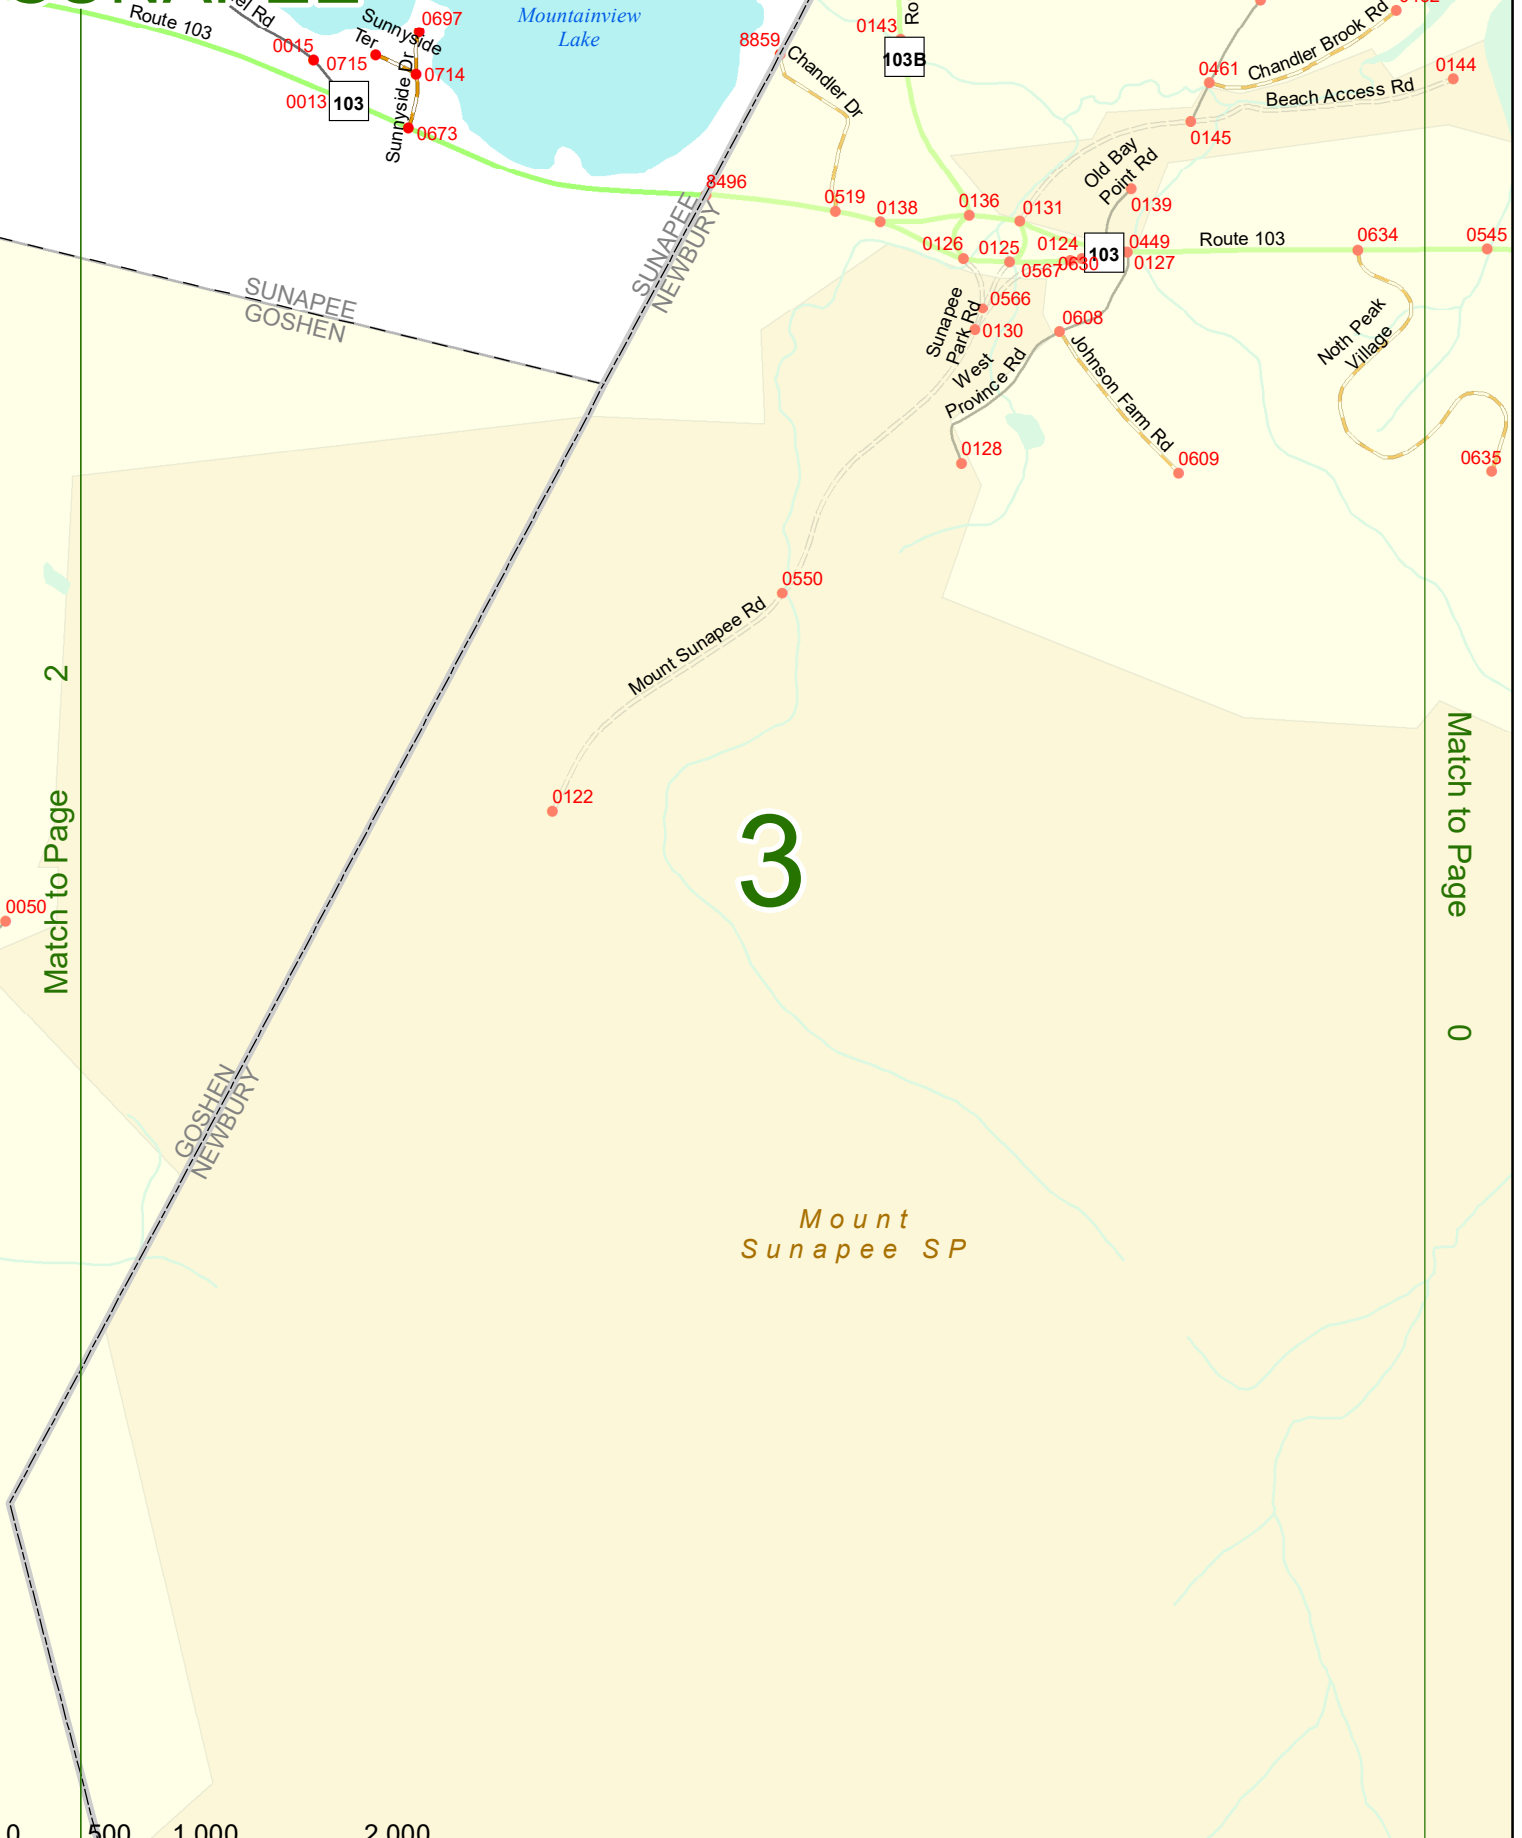 SUNAPEE
Route 103
0697
Sunnyside
Ter
0015
0715
0714
0013
103
Sunnyside Dr
0673
Mountainview
Lake
8859
Chandler Dr
0143
103B
0461
Chandler Brook Rd
0144
Beach Access Rd
0145
Old Bay
Point Rd
0139
8496
0519
0138
0136
0131
0126
0125
0124
103
0449
0127
Route 103
0634
0545
0567
0630
0566
0130
0608
Sunapee
Park Rd
West
Province Rd
Johnson Farm Rd
Noth Peak
Village
0128
0609
0635
SUNAPEE
NEWBURY
SUNAPEE
GOSHEN
0550
Mount Sunapee Rd
0122
3
0050
Match to Page 2
Match to Page 0
GOSHEN
NEWBURY
Mount
Sunapee SP
0 500 1,000 2,000